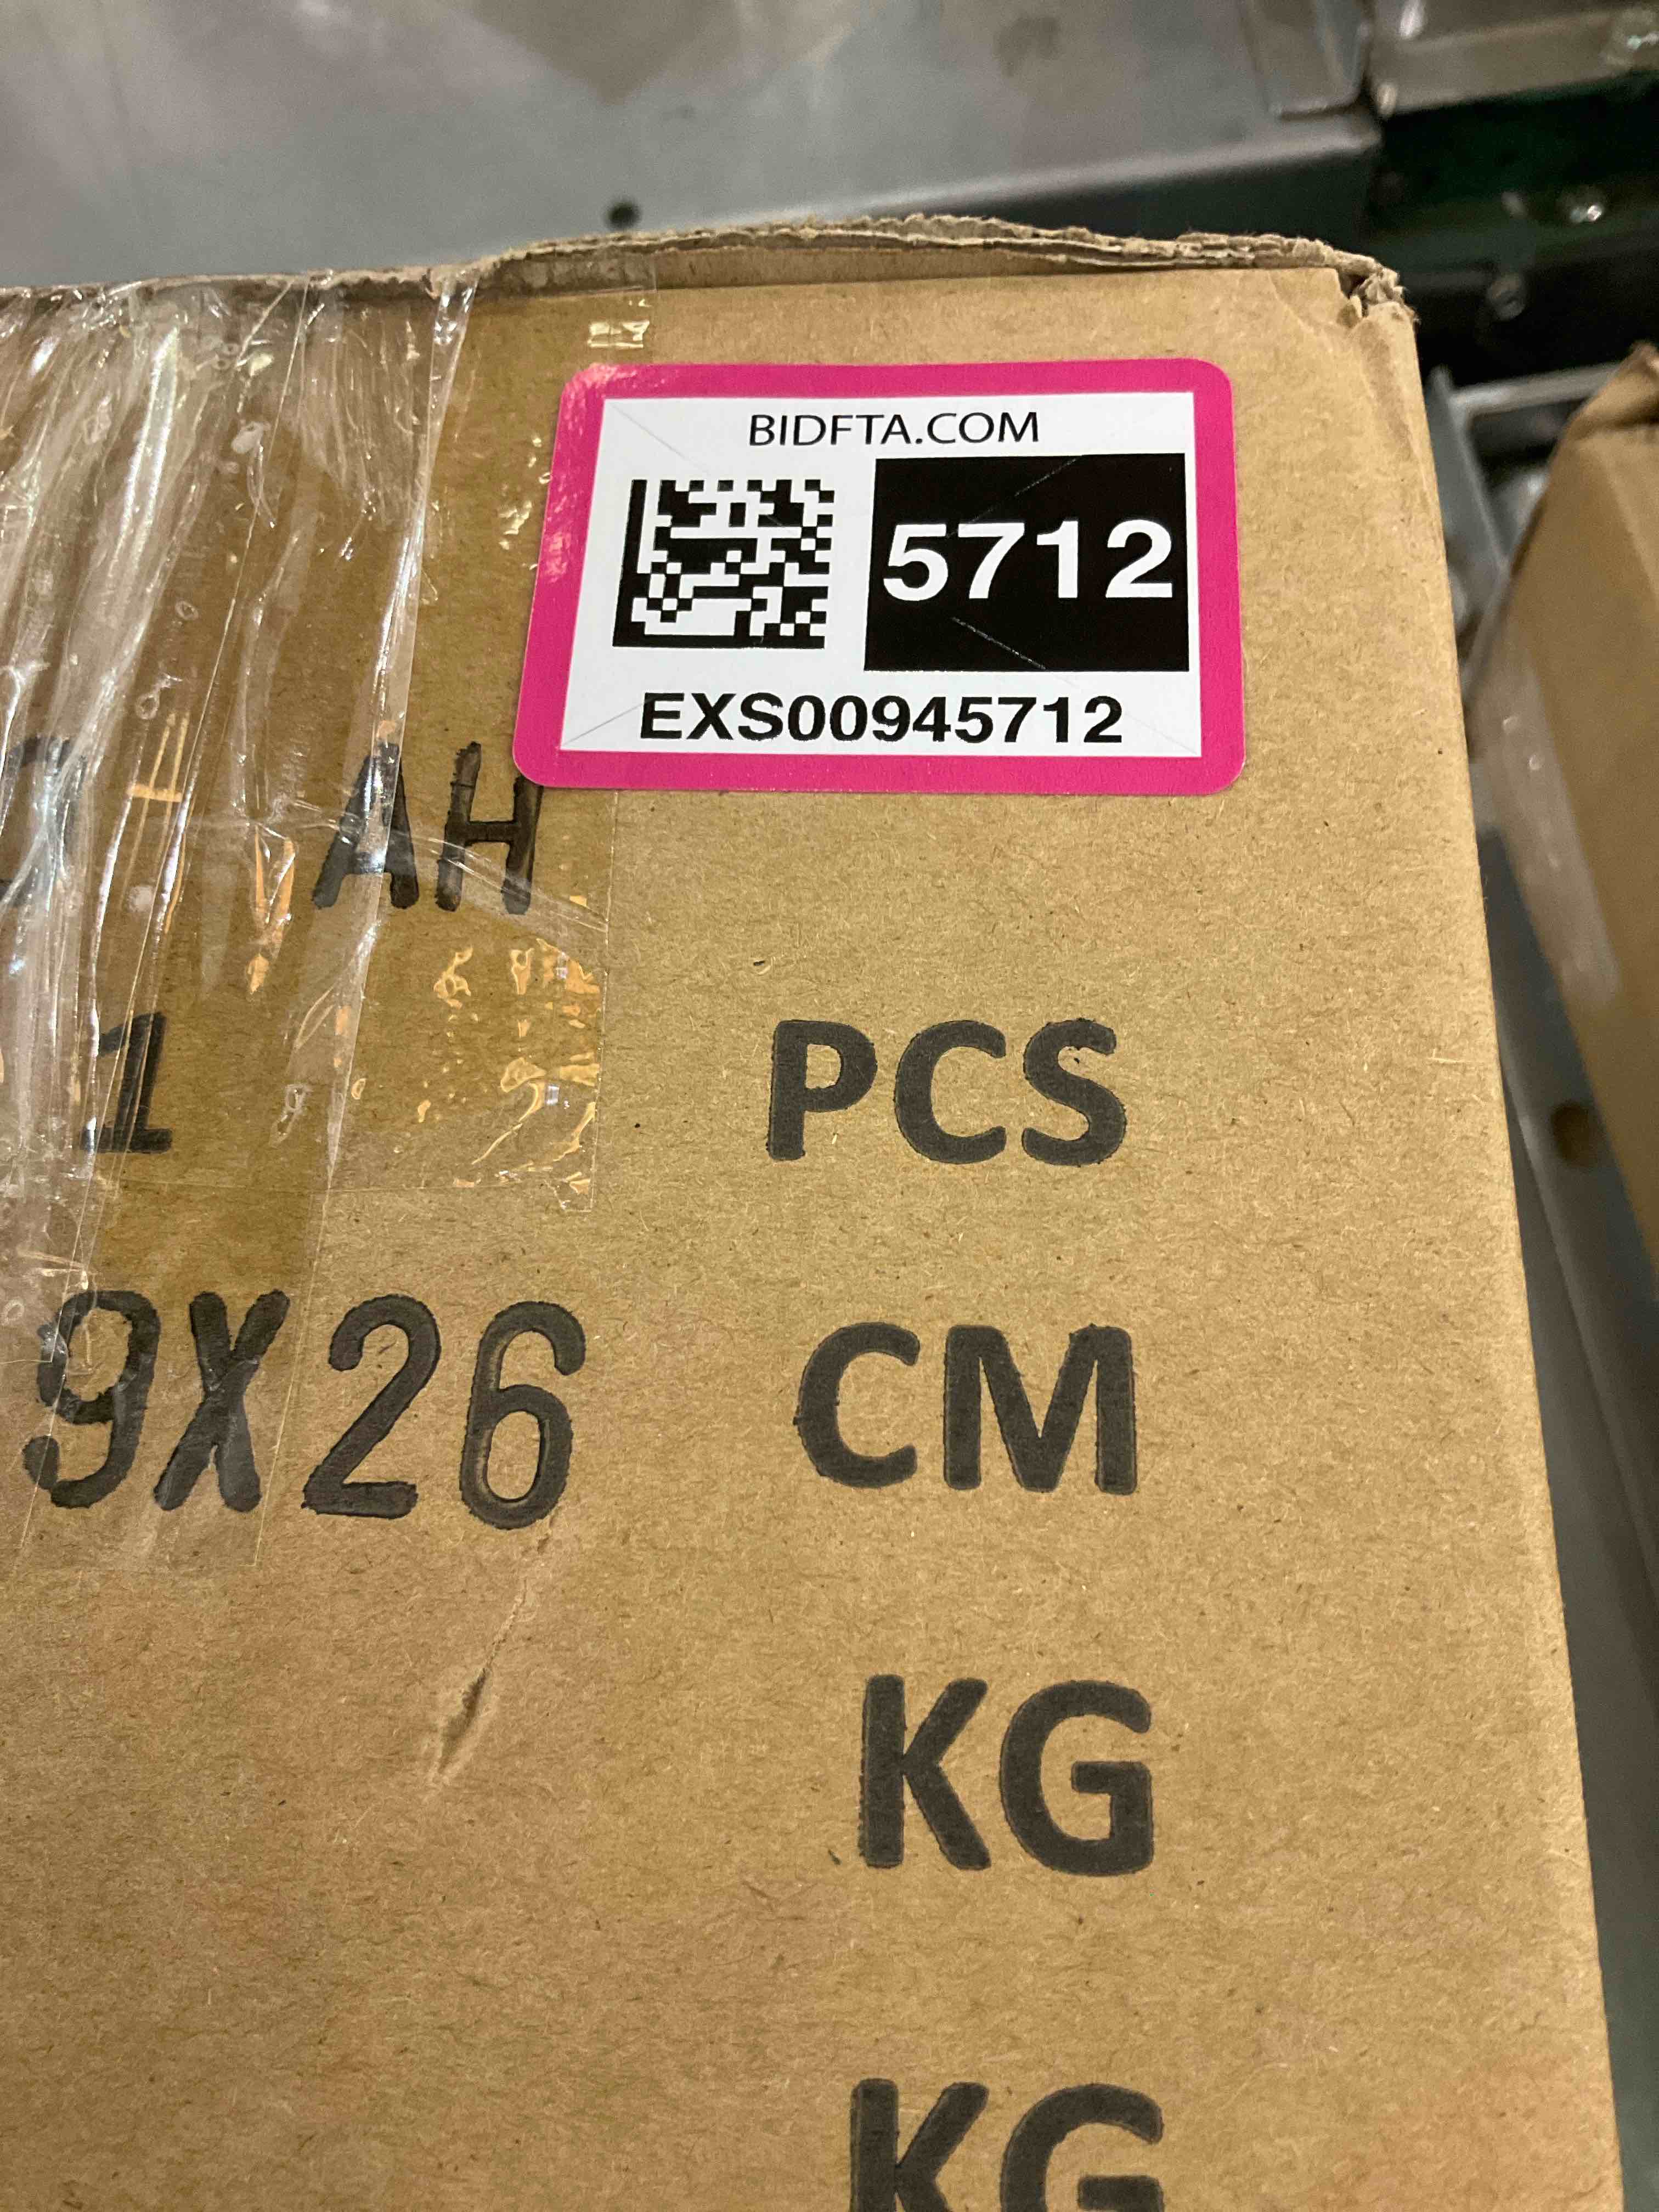 BIDFTA.COM
5712
EXS00945712
AH
1 PCS
9X26 CM
KG
KG